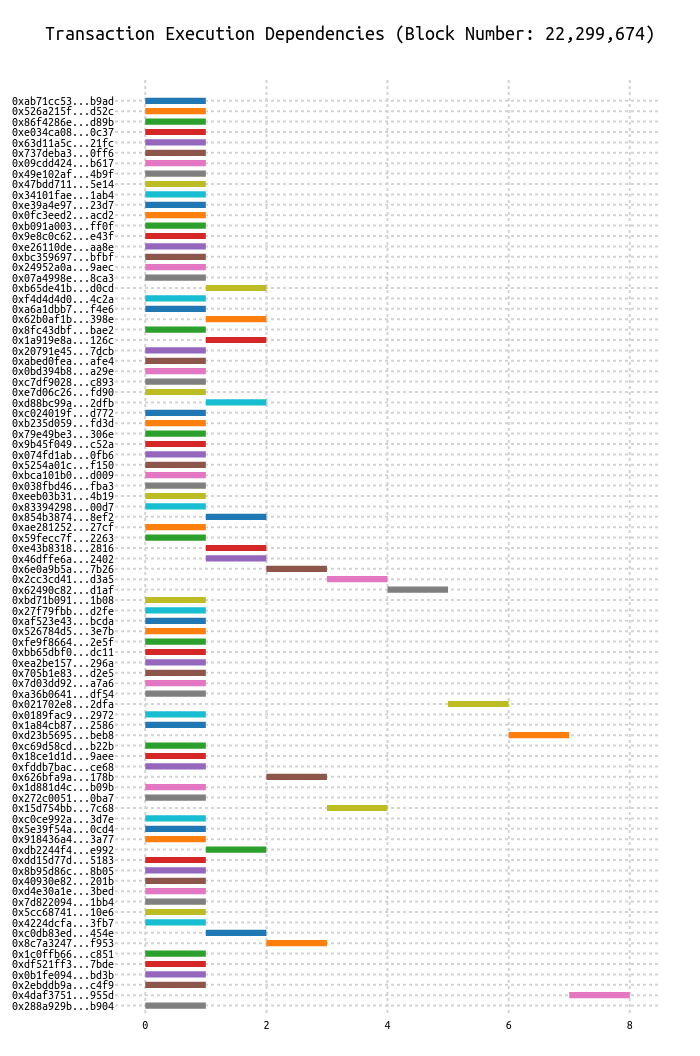 Transaction Execution Dependencies (Block Number: 22,299,674)
0xab71cc53...b9ad
0x526a215f...d52c
0x86f4286e...d89b
0xe034ca08...0c37
0x63d11a5c...21fc
0x737deba3...0ff6
0x09cdd424...b617
0x49e102af...4b9f
0x47bdd711...5e14
0x34101fae...1ab4
0xe39a4e97...23d7
0x0fc3eed2...acd2
0xb091a003...ff0f
0x9e8c0c62...e43f
0xe26110de...aa8e
0xbc359697...bfbf
0x24952a0a...9aec
0x07a4998e...8ca3
0xb65de41b...d0cd
0xf4d4d4d0...4c2a
0xa6a1dbb7...f4e6
0x62b0af1b...398e
0x8fc43dbf...bae2
0x1a919e8a...126c
0x20791e45...7dcb
0xabed0fea...afe4
0x0bd394b8...a29e
0xc7df9028...c893
0xe7d06c26...fd90
0xd88bc99a...2dfb
0xc024019f...d772
0xb235d059...fd3d
0x79e49be3...306e
0x9b45f049...c52a
0x074fd1ab...0fb6
0x5254a01c...f150
0xbca101b0...d009
0x038fbd46...fba3
0xeeb03b31...4b19
0x83394298...00d7
0x854b3874...8ef2
0xae281252...27cf
0x59fecc7f...2263
0xe43b8318...2816
0x46dffe6a...2402
0x6e0a9b5a...7b26
0x2cc3cd41...d3a5
0x62490c82...d1af
0xbd71b091...1b08
0x27f79fbb...d2fe
0xaf523e43...bcda
0x526784d5...3e7b
0xfe9f8664...2e5f
0xbb65dbf0...dc11
0xea2be157...296a
0x705b1e83...d2e5
0x7d03dd92...a7a6
0xa36b0641...df54
0x021702e8...2dfa
0x0189fac9...2972
0x1a84cb87...2586
0xd23b5695...beb8
0xc69d58cd...b22b
0x18ce1d1d...9aee
0xfddb7bac...ce68
0x626bfa9a...178b
0x1d881d4c...b09b
0x272c0051...0ba7
0x15d754bb...7c68
0xc0ce992a...3d7e
0x5e39f54a...0cd4
0x918436a4...3a77
0xdb2244f4...e992
0xdd15d77d...5183
0x8b95d86c...8b05
0x40930e82...201b
0xd4e30a1e...3bed
0x7d822094...1bb4
0x5cc68741...10e6
0x4224dcfa...3fb7
0xc0db83ed...454e
0x8c7a3247...f953
0x1c0ffb66...c851
0xdf521ff3...7bde
0x0b1fe094...bd3b
0x2ebddb9a...c4f9
0x4daf3751...955d
0x288a929b...b904
0 2 4 6 8